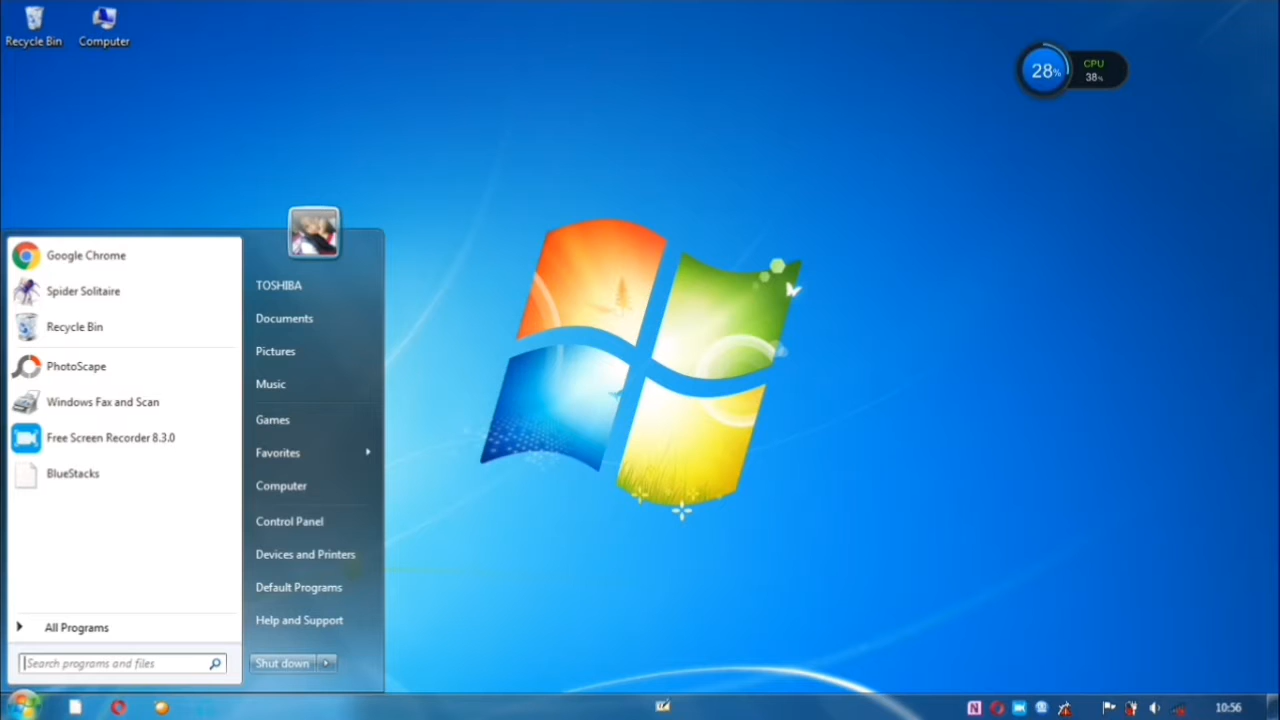 Recycle Bin
Computer
28%
CPU
38%
Google Chrome
Spider Solitaire
Recycle Bin
PhotoScape
Windows Fax and Scan
Free Screen Recorder 8.3.0
BlueStacks
All Programs
Search programs and files
TOSHIBA
Documents
Pictures
Music
Games
Favorites
Computer
Control Panel
Devices and Printers
Default Programs
Help and Support
Shut down
N
10:56